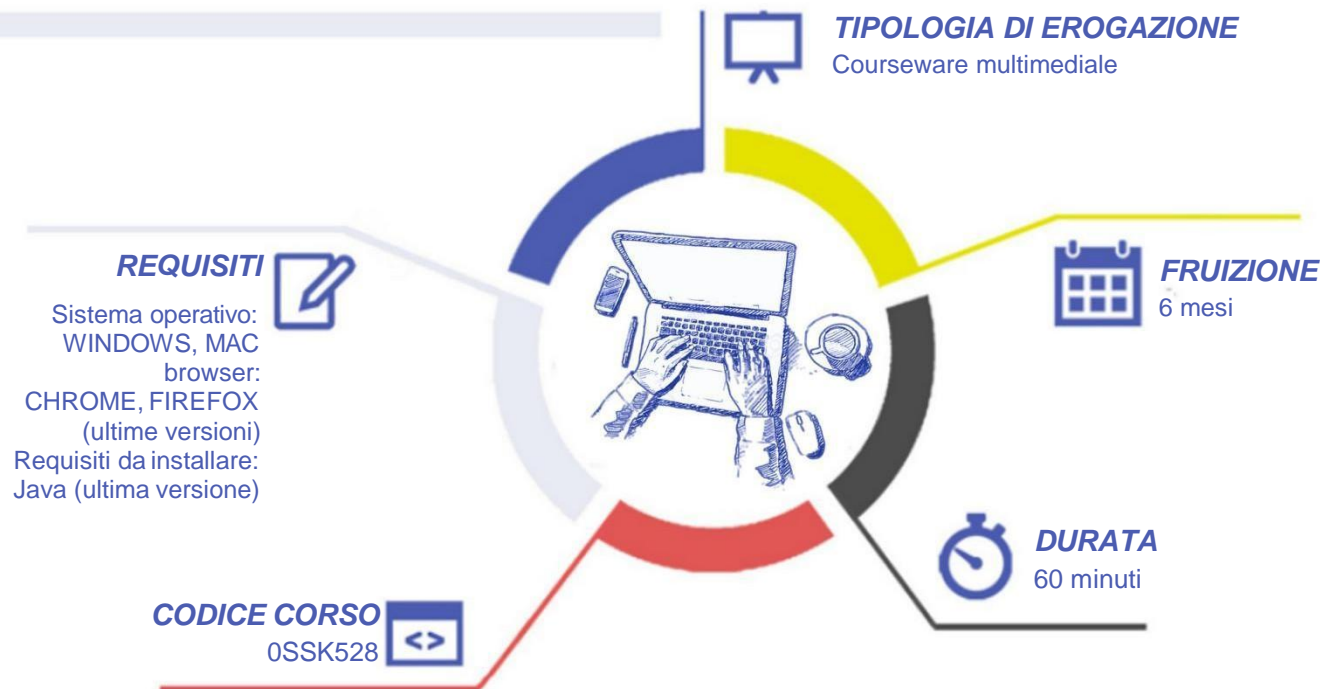 TIPOLOGIA DI EROGAZIONE
Courseware multimediale
REQUISITI
Sistema operativo:
WINDOWS, MAC
browser:
CHROME, FIREFOX
(ultime versioni)
Requisiti da installare:
Java (ultima versione)
FRUIZIONE
6 mesi
DURATA
60 minuti
CODICE CORSO
0SSK528